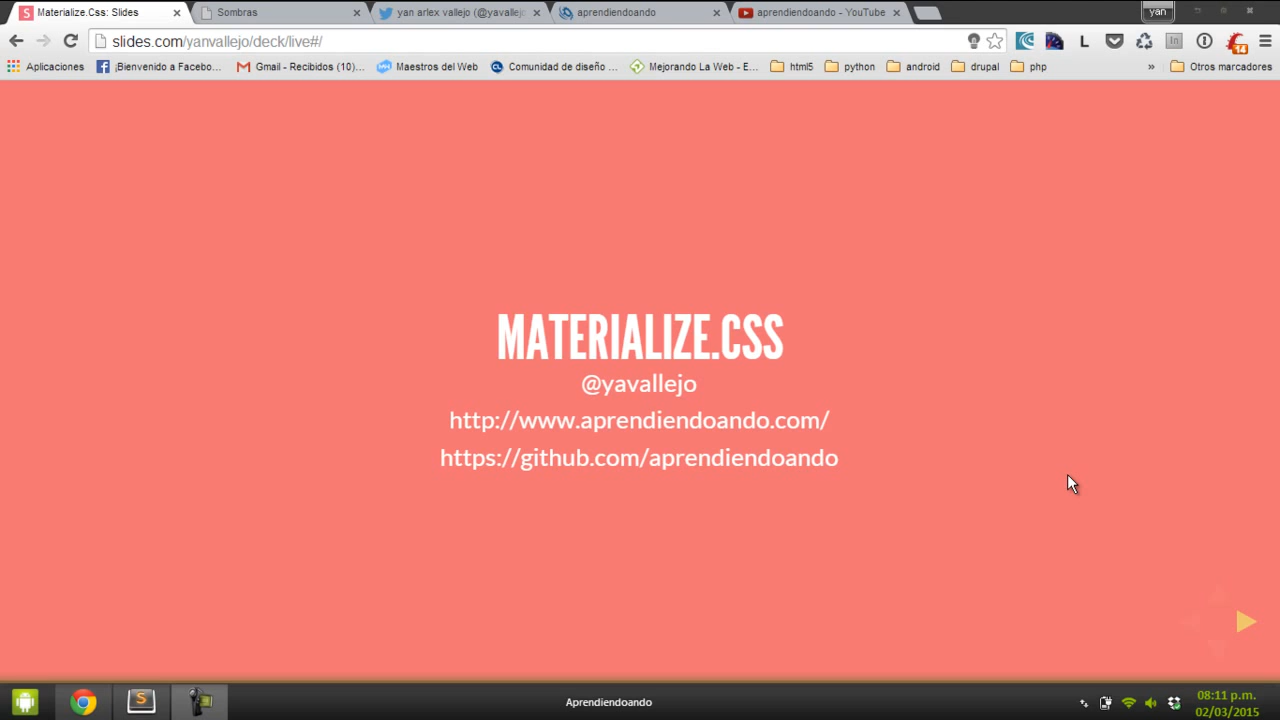 Materialize.Css: Slides
Sombras
yan arlex vallejo (@yavallejo
aprendiendoando
aprendiendoando - YouTube
yan
slides.com/yanvallejo/deck/live#/
L
In
14
Aplicaciones
¡Bienvenido a Facebo...
Gmail - Recibidos (10)...
Maestros del Web
Comunidad de diseño ...
Mejorando La Web - E...
html5
python
android
drupal
php
»
Otros marcadores
MATERIALIZE.CSS
@yavallejo
http://www.aprendiendoando.com/
https://github.com/aprendiendoando
Aprendiendoando
08:11 p.m.
02/03/2015